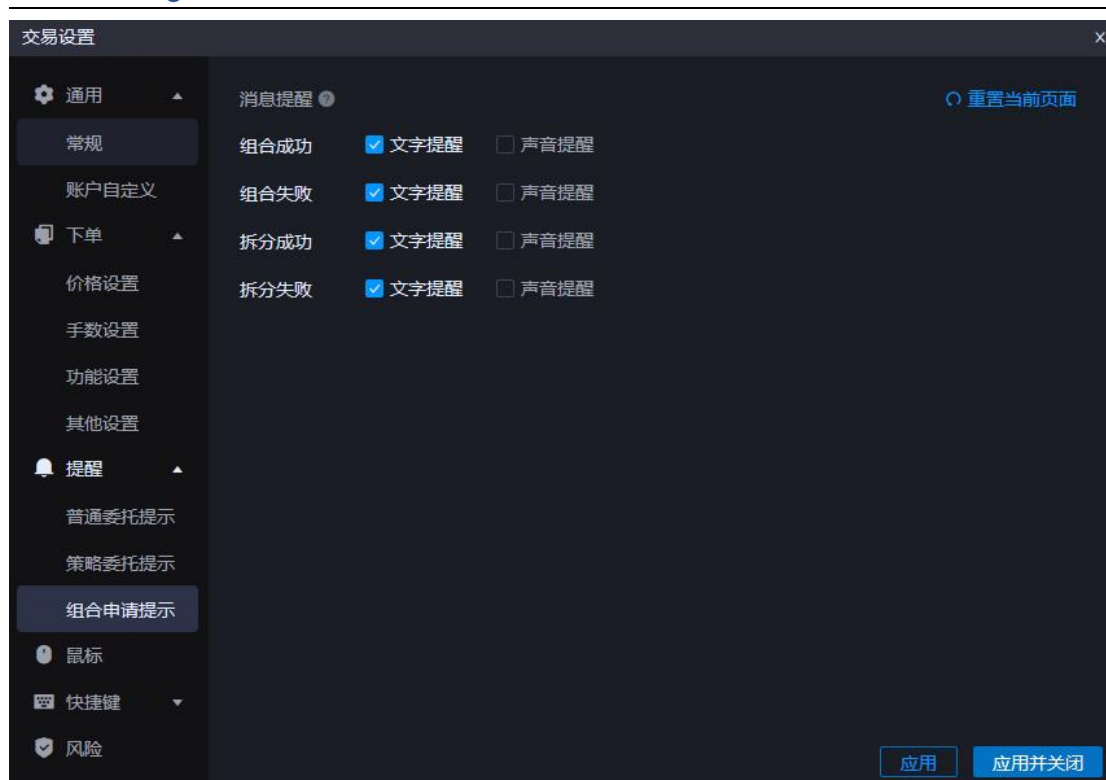 交易设置 x
通用
常规
账户自定义
下单
价格设置
手数设置
功能设置
其他设置
提醒
普通委托提示
策略委托提示
组合申请提示
鼠标
快捷键
风险
消息提醒 重置当前页面
组合成功 文字提醒 声音提醒
组合失败 文字提醒 声音提醒
拆分成功 文字提醒 声音提醒
拆分失败 文字提醒 声音提醒
应用 应用并关闭